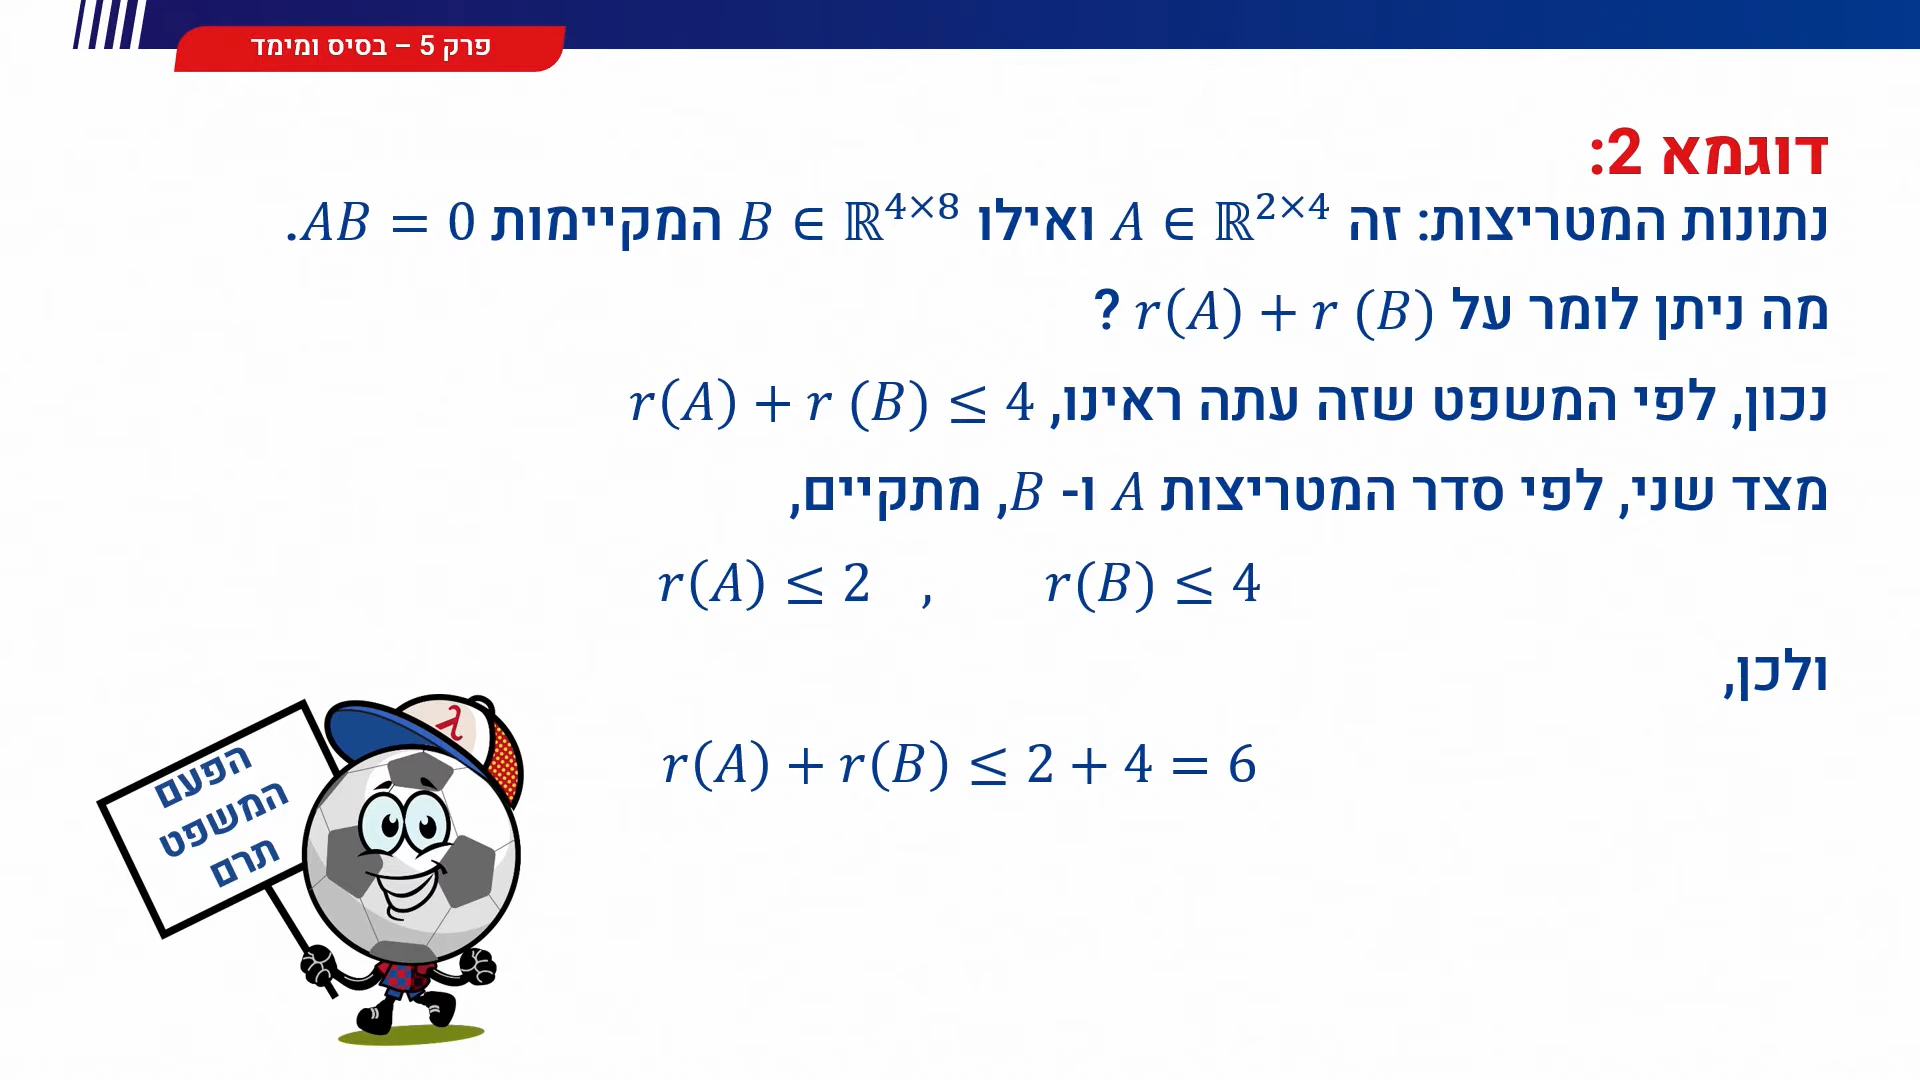 פרק 5 – בסיס ומימד
דוגמא 2:
נתונות המטריצות: זה A ∈ ℝ^{2×4} ואילו B ∈ ℝ^{4×8} המקיימות AB = 0.
מה ניתן לומר על r(A) + r (B) ?
נכון, לפי המשפט שזה עתה ראינו, r(A) + r (B) ≤ 4
מצד שני, לפי סדר המטריצות A ו- B, מתקיים,
r(A) ≤ 2 , r(B) ≤ 4
ולכן,
r(A) + r(B) ≤ 2 + 4 = 6
λ
הפעם
המשפט
תרם